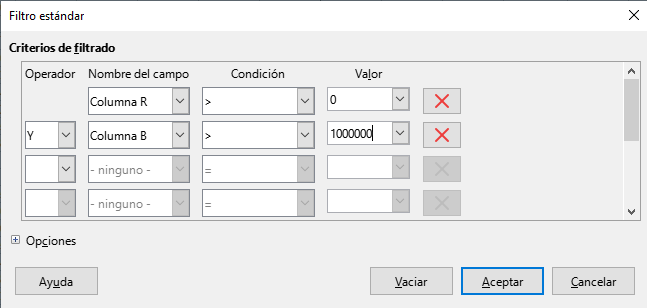 Filtro estándar
Criterios de filtrado
Operador Nombre del campo Condición Valor
Columna R > 0
Y Columna B > 1000000
- ninguno - =
- ninguno - =
Opciones
Ayuda Vaciar Aceptar Cancelar